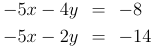 −5x − 4y = −8
−5x − 2y = −14